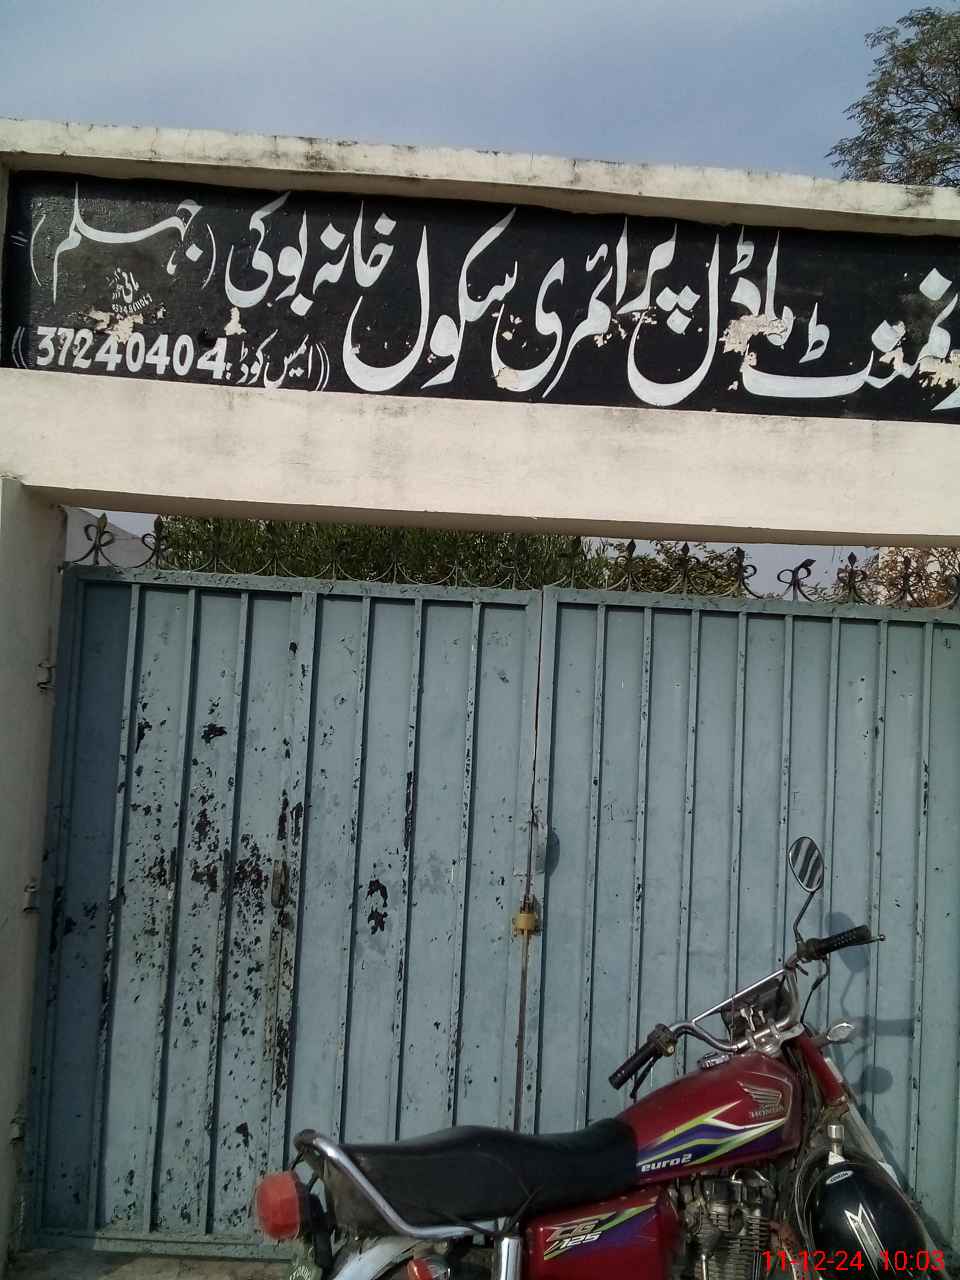 نمنٹ ماڈل پرائمری سکول خانہ بوکی (جہلم)
((ایمس کوڈ: 37240404))
HONDA
euro2
CG
125
11-12-24 10:03